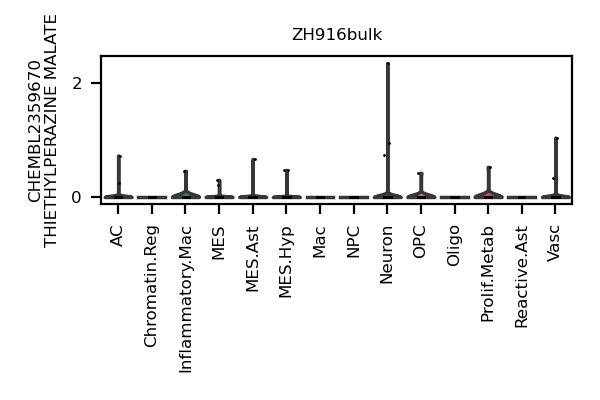 ZH916bulk
CHEMBL2359670
THIETHYLPERAZINE MALATE
2
0
AC
Chromatin.Reg
Inflammatory.Mac
MES
MES.Ast
MES.Hyp
Mac
NPC
Neuron
OPC
Oligo
Prolif.Metab
Reactive.Ast
Vasc